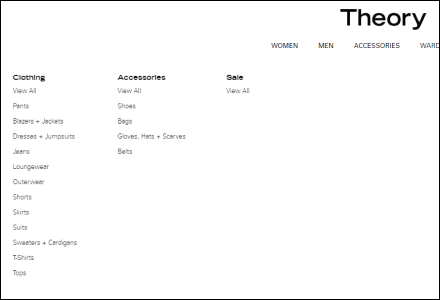 Theory
WOMEN MEN ACCESSORIES WARD
Clothing
View All
Pants
Blazers + Jackets
Dresses + Jumpsuits
Jeans
Loungewear
Outerwear
Shorts
Skirts
Suits
Sweaters + Cardigans
T-Shirts
Tops
Accessories
View All
Shoes
Bags
Gloves, Hats + Scarves
Belts
Sale
View All